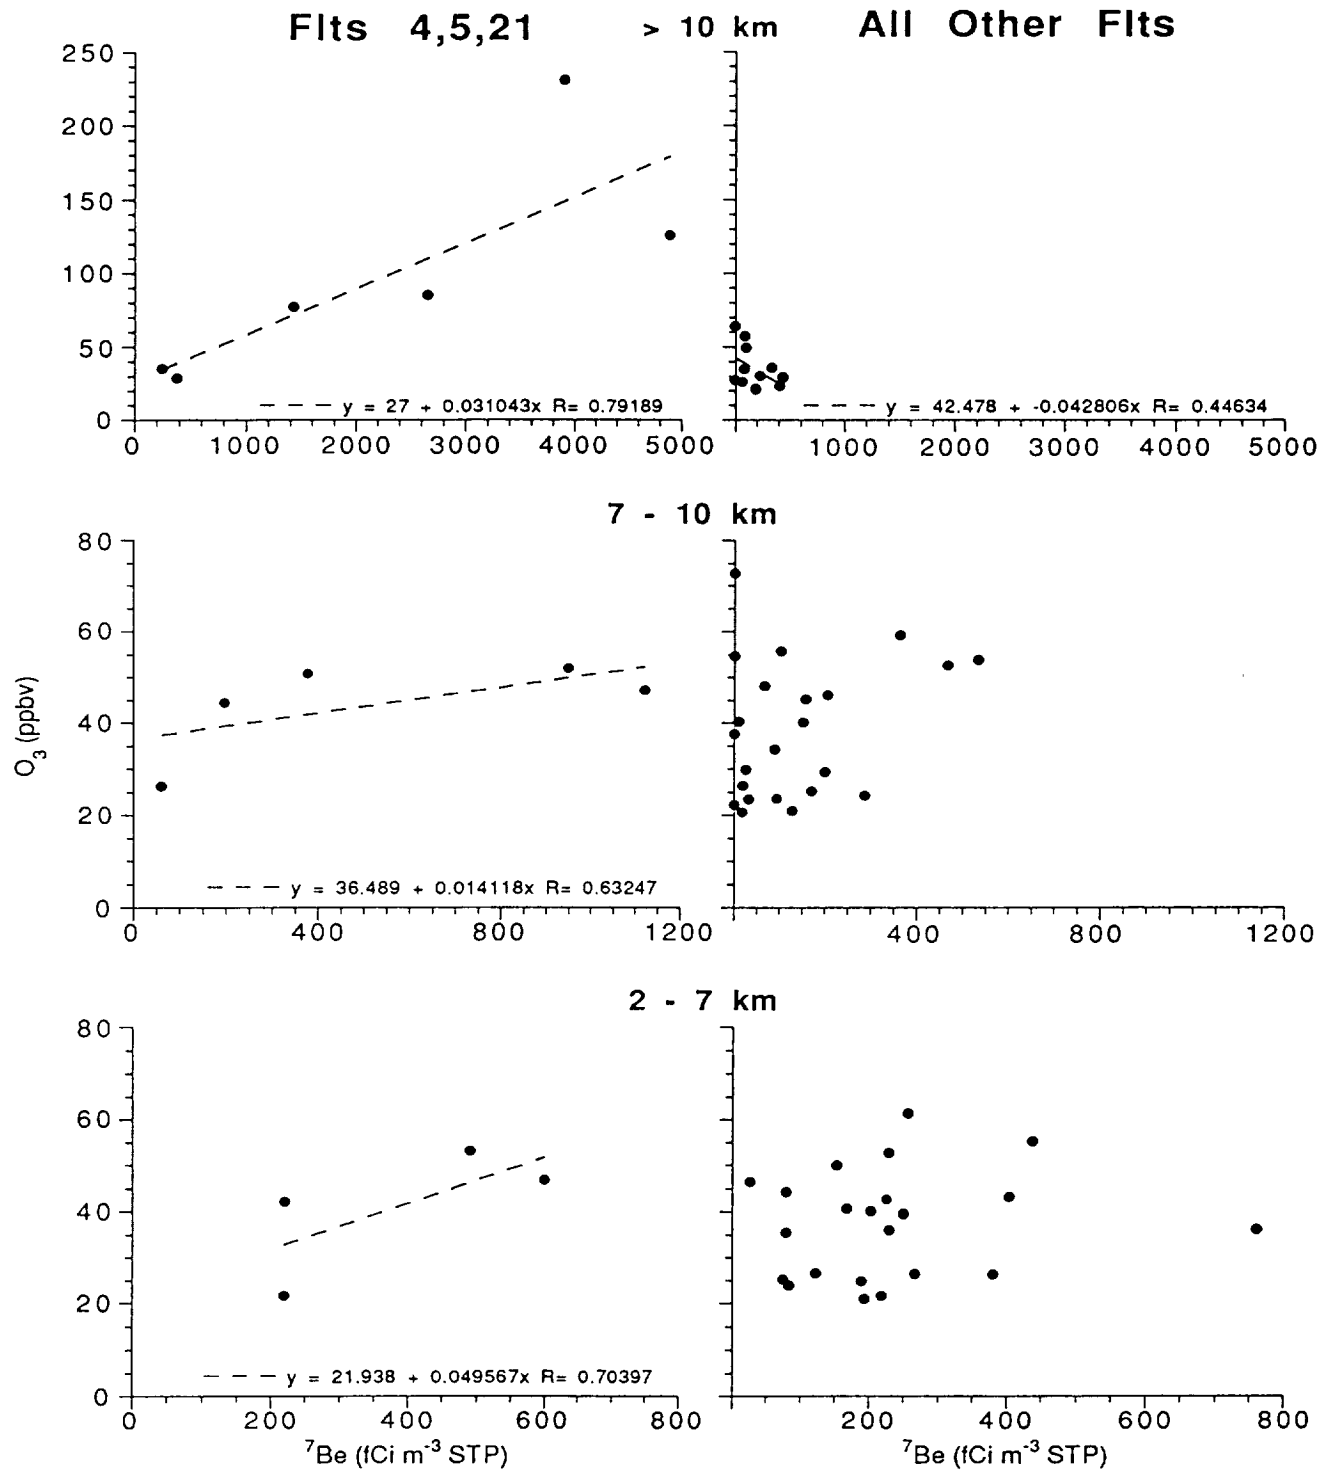 Flts 4,5,21 > 10 km All Other Flts
250
200
150
100
50
0
y = 27 + 0.031043x R= 0.79189
0 1000 2000 3000 4000 5000
y = 42.478 + -0.042806x R= 0.44634
1000 2000 3000 4000 5000
7 - 10 km
80
60
40
20
0
y = 36.489 + 0.014118x R= 0.63247
0 400 800 1200
400 800 1200
O3 (ppbv)
2 - 7 km
80
60
40
20
0
y = 21.938 + 0.049567x R= 0.70397
0 200 400 600 800
200 400 600 800
⁷Be (fCi m⁻³ STP)
⁷Be (fCi m⁻³ STP)